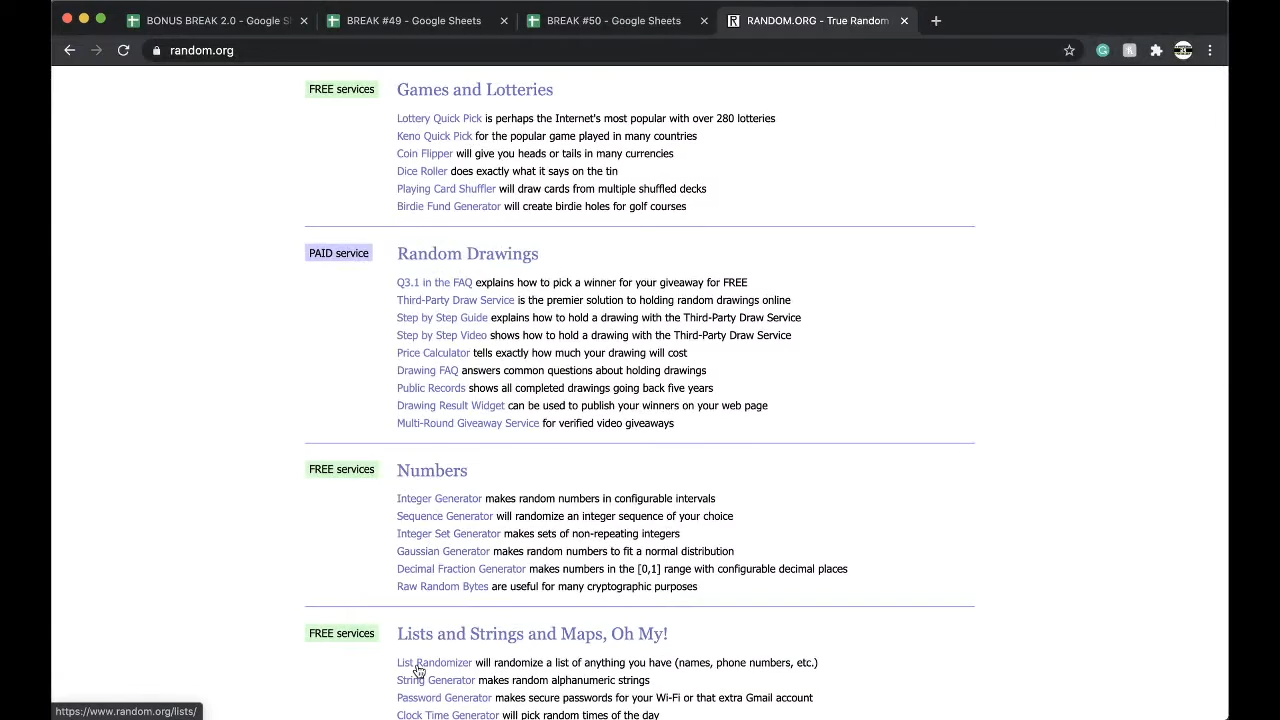 BONUS BREAK 2.0 - Google S
BREAK #49 - Google Sheets
BREAK #50 - Google Sheets
RANDOM.ORG - True Random
random.org
FREE services
Games and Lotteries
Lottery Quick Pick is perhaps the Internet's most popular with over 280 lotteries
Keno Quick Pick for the popular game played in many countries
Coin Flipper will give you heads or tails in many currencies
Dice Roller does exactly what it says on the tin
Playing Card Shuffler will draw cards from multiple shuffled decks
Birdie Fund Generator will create birdie holes for golf courses
PAID service
Random Drawings
Q3.1 in the FAQ explains how to pick a winner for your giveaway for FREE
Third-Party Draw Service is the premier solution to holding random drawings online
Step by Step Guide explains how to hold a drawing with the Third-Party Draw Service
Step by Step Video shows how to hold a drawing with the Third-Party Draw Service
Price Calculator tells exactly how much your drawing will cost
Drawing FAQ answers common questions about holding drawings
Public Records shows all completed drawings going back five years
Drawing Result Widget can be used to publish your winners on your web page
Multi-Round Giveaway Service for verified video giveaways
FREE services
Numbers
Integer Generator makes random numbers in configurable intervals
Sequence Generator will randomize an integer sequence of your choice
Integer Set Generator makes sets of non-repeating integers
Gaussian Generator makes random numbers to fit a normal distribution
Decimal Fraction Generator makes numbers in the [0,1] range with configurable decimal places
Raw Random Bytes are useful for many cryptographic purposes
FREE services
Lists and Strings and Maps, Oh My!
List Randomizer will randomize a list of anything you have (names, phone numbers, etc.)
String Generator makes random alphanumeric strings
Password Generator makes secure passwords for your Wi-Fi or that extra Gmail account
Clock Time Generator will pick random times of the day
https://www.random.org/lists/